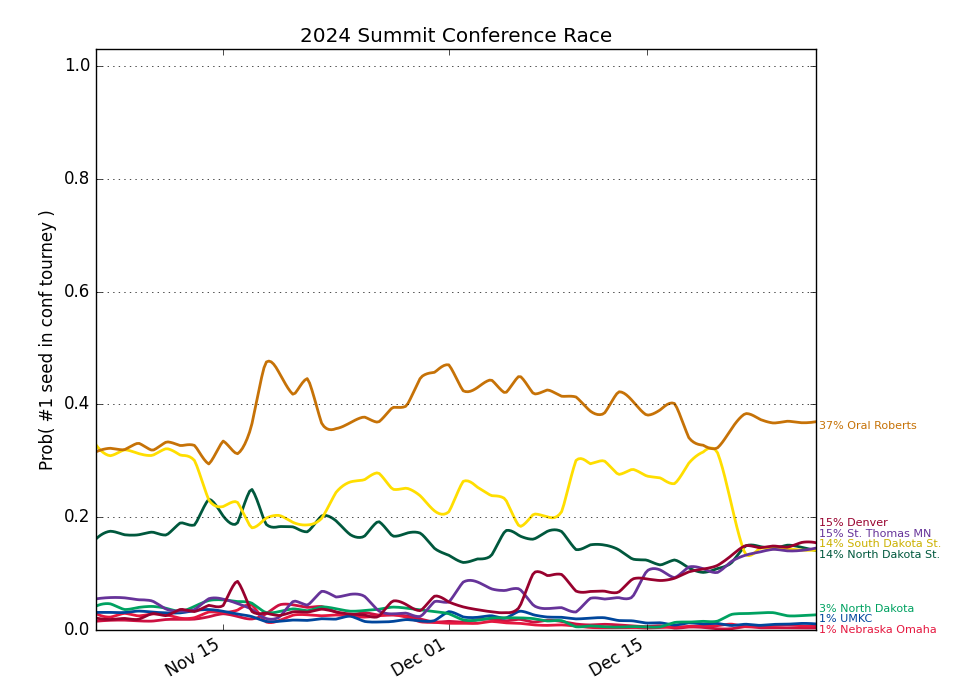 2024 Summit Conference Race
Prob( #1 seed in conf tourney )
1.0
0.8
0.6
0.4
0.2
0.0
Nov 15
Dec 01
Dec 15
37% Oral Roberts
15% Denver
15% St. Thomas MN
14% South Dakota St.
14% North Dakota St.
3% North Dakota
1% UMKC
1% Nebraska Omaha